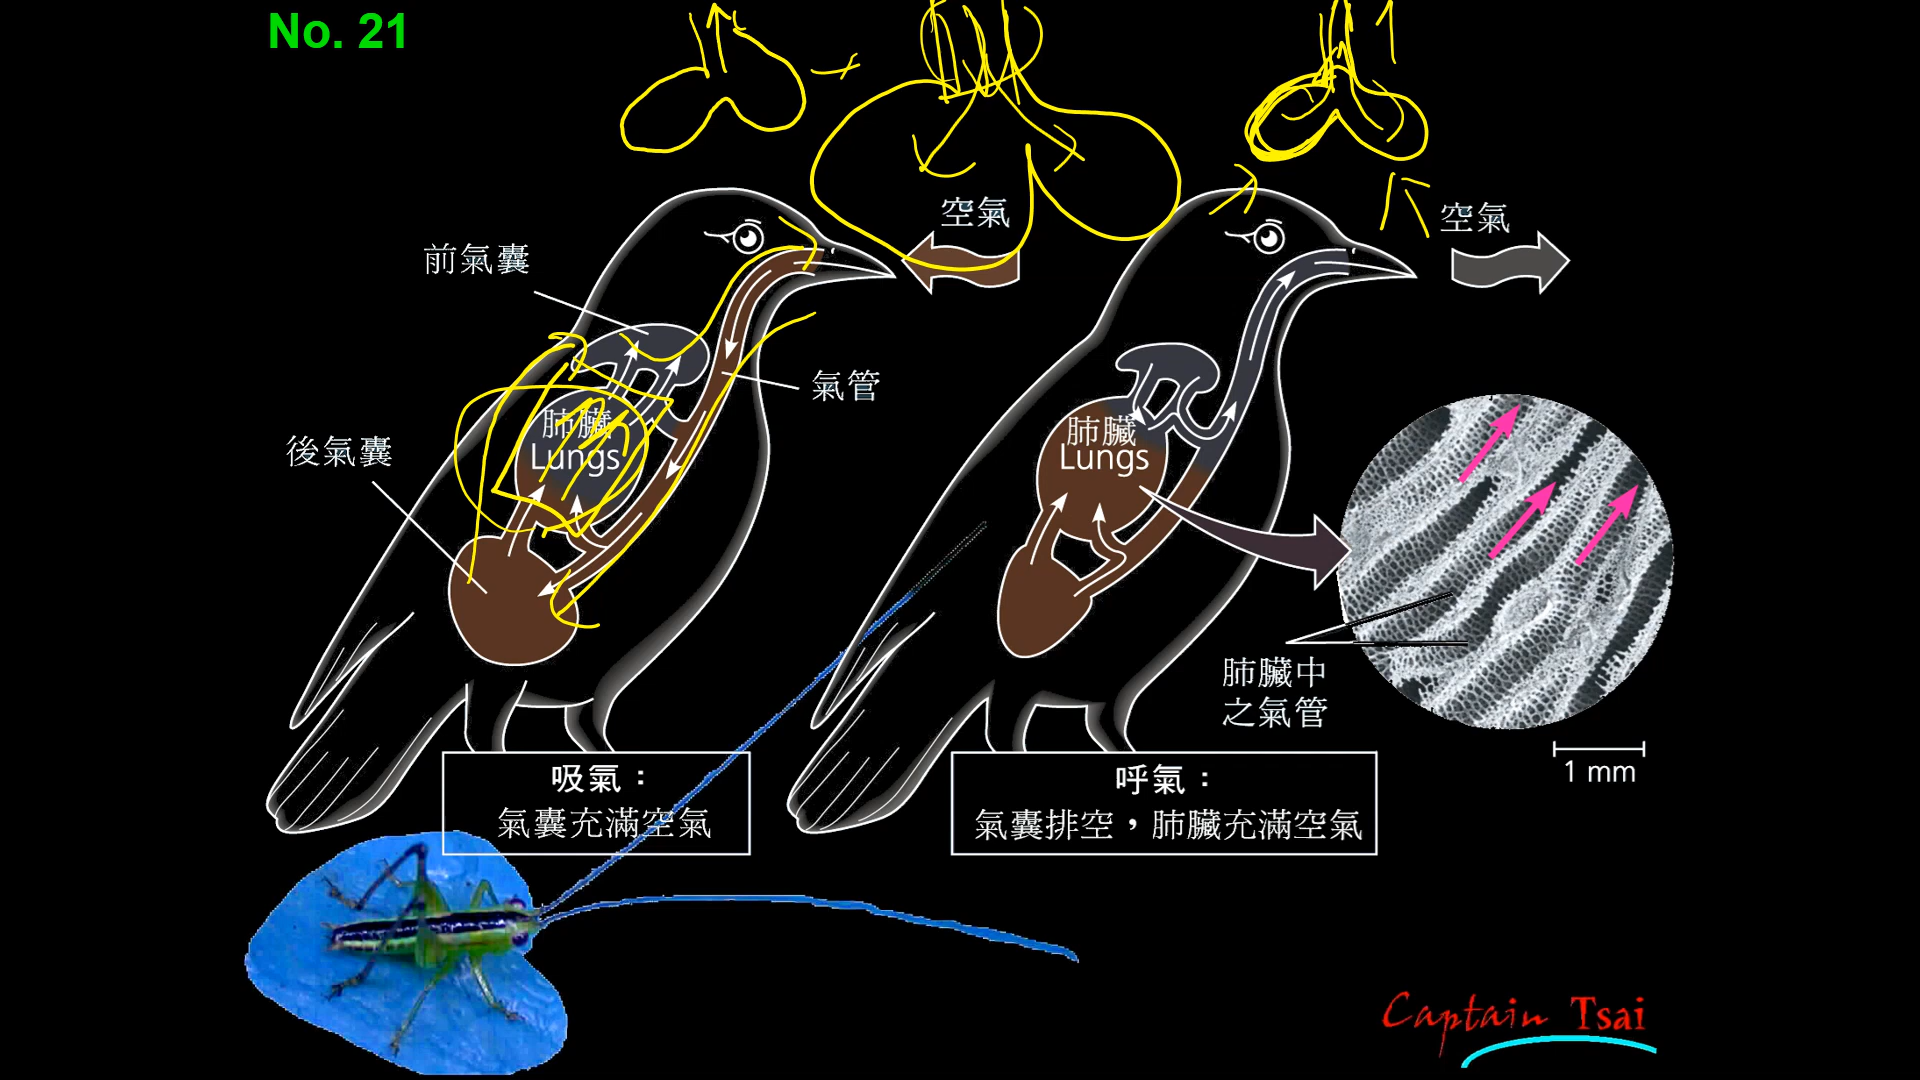 No. 21
空氣
空氣
前氣囊
氣管
肺臟
Lungs
後氣囊
肺臟
Lungs
肺臟中
之氣管
1 mm
吸氣：
氣囊充滿空氣
呼氣：
氣囊排空，肺臟充滿空氣
Captain Tsai